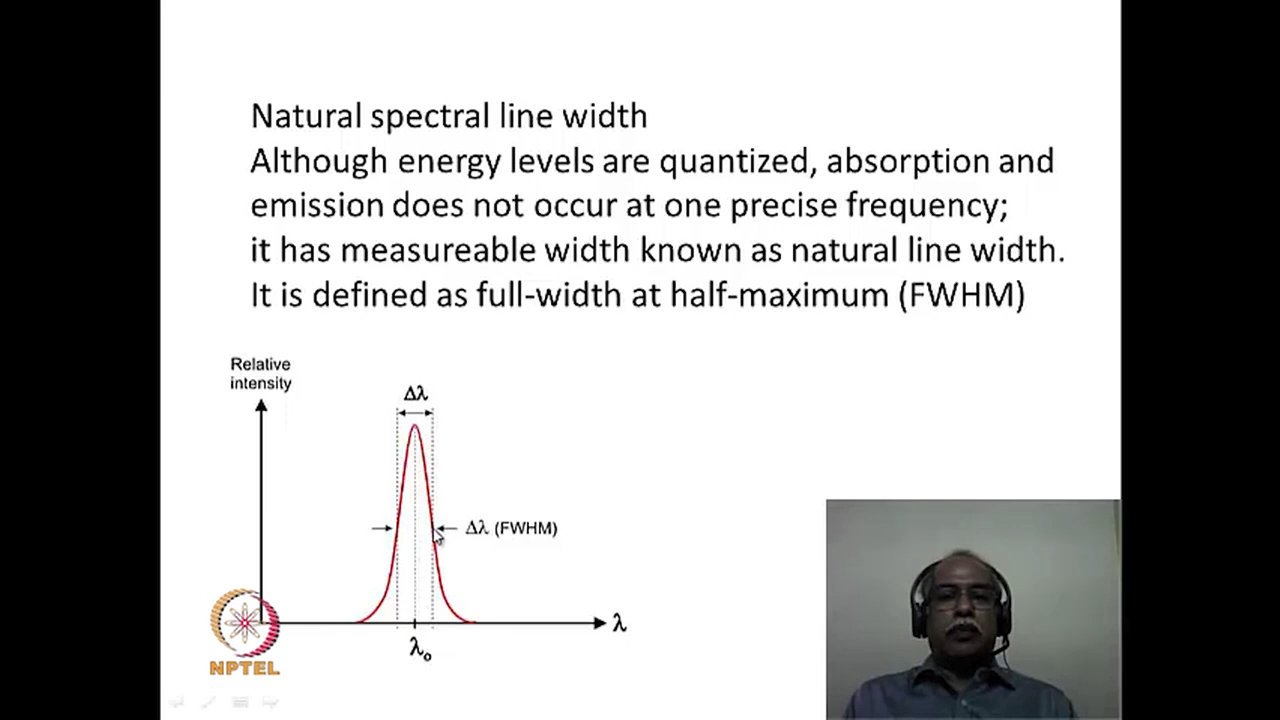 Natural spectral line width
Although energy levels are quantized, absorption and
emission does not occur at one precise frequency;
it has measureable width known as natural line width.
It is defined as full-width at half-maximum (FWHM)
Relative
intensity
Δλ
Δλ (FWHM)
λ
λo
NPTEL